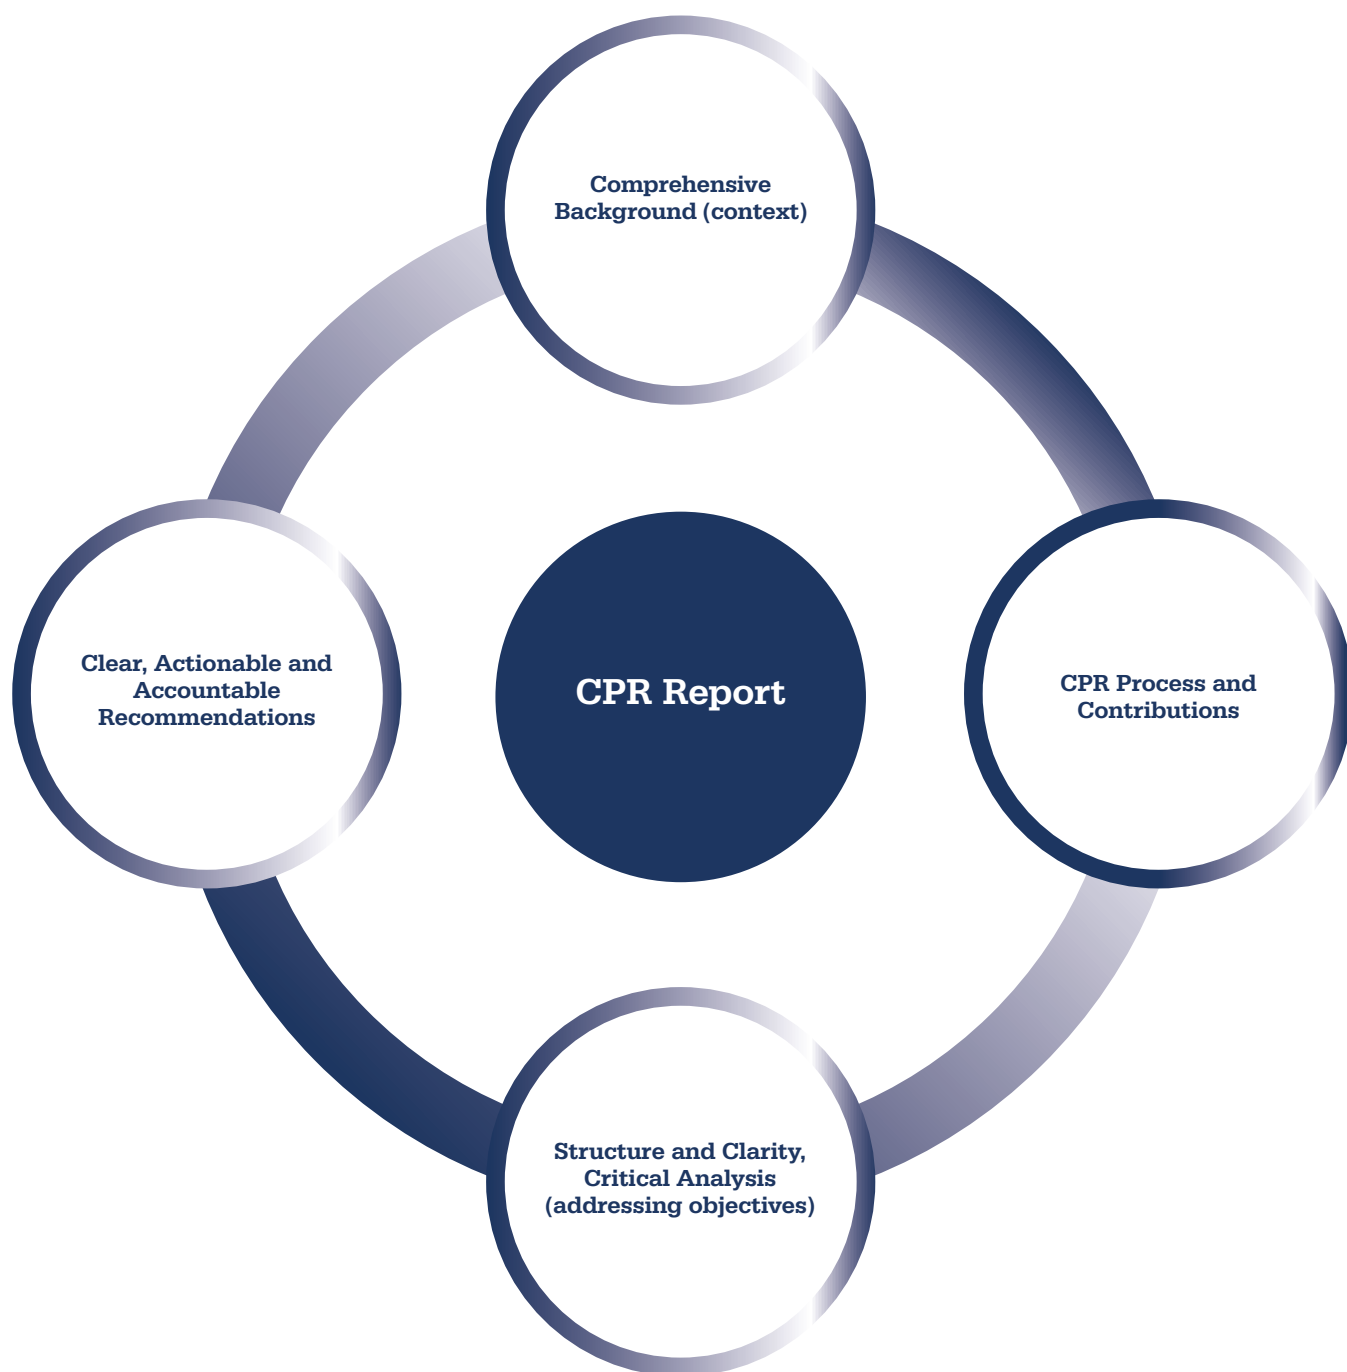 Comprehensive
Background (context)
Clear, Actionable and
Accountable
Recommendations
CPR Report
CPR Process and
Contributions
Structure and Clarity,
Critical Analysis
(addressing objectives)